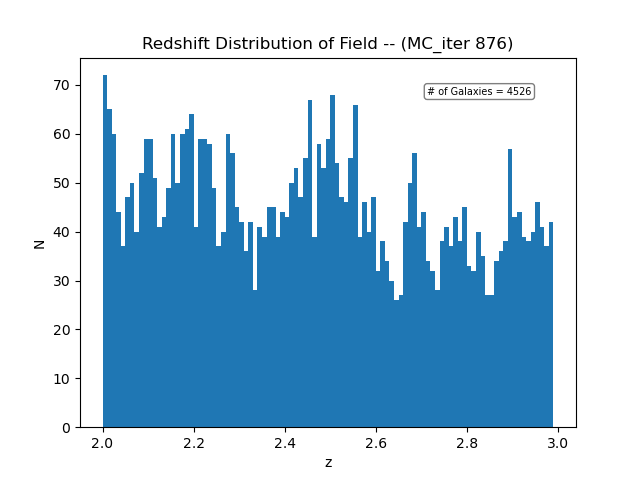 Redshift Distribution of Field -- (MC_iter 876)
# of Galaxies = 4526
70
60
50
40
30
20
10
0
N
2.0 2.2 2.4 2.6 2.8 3.0
z